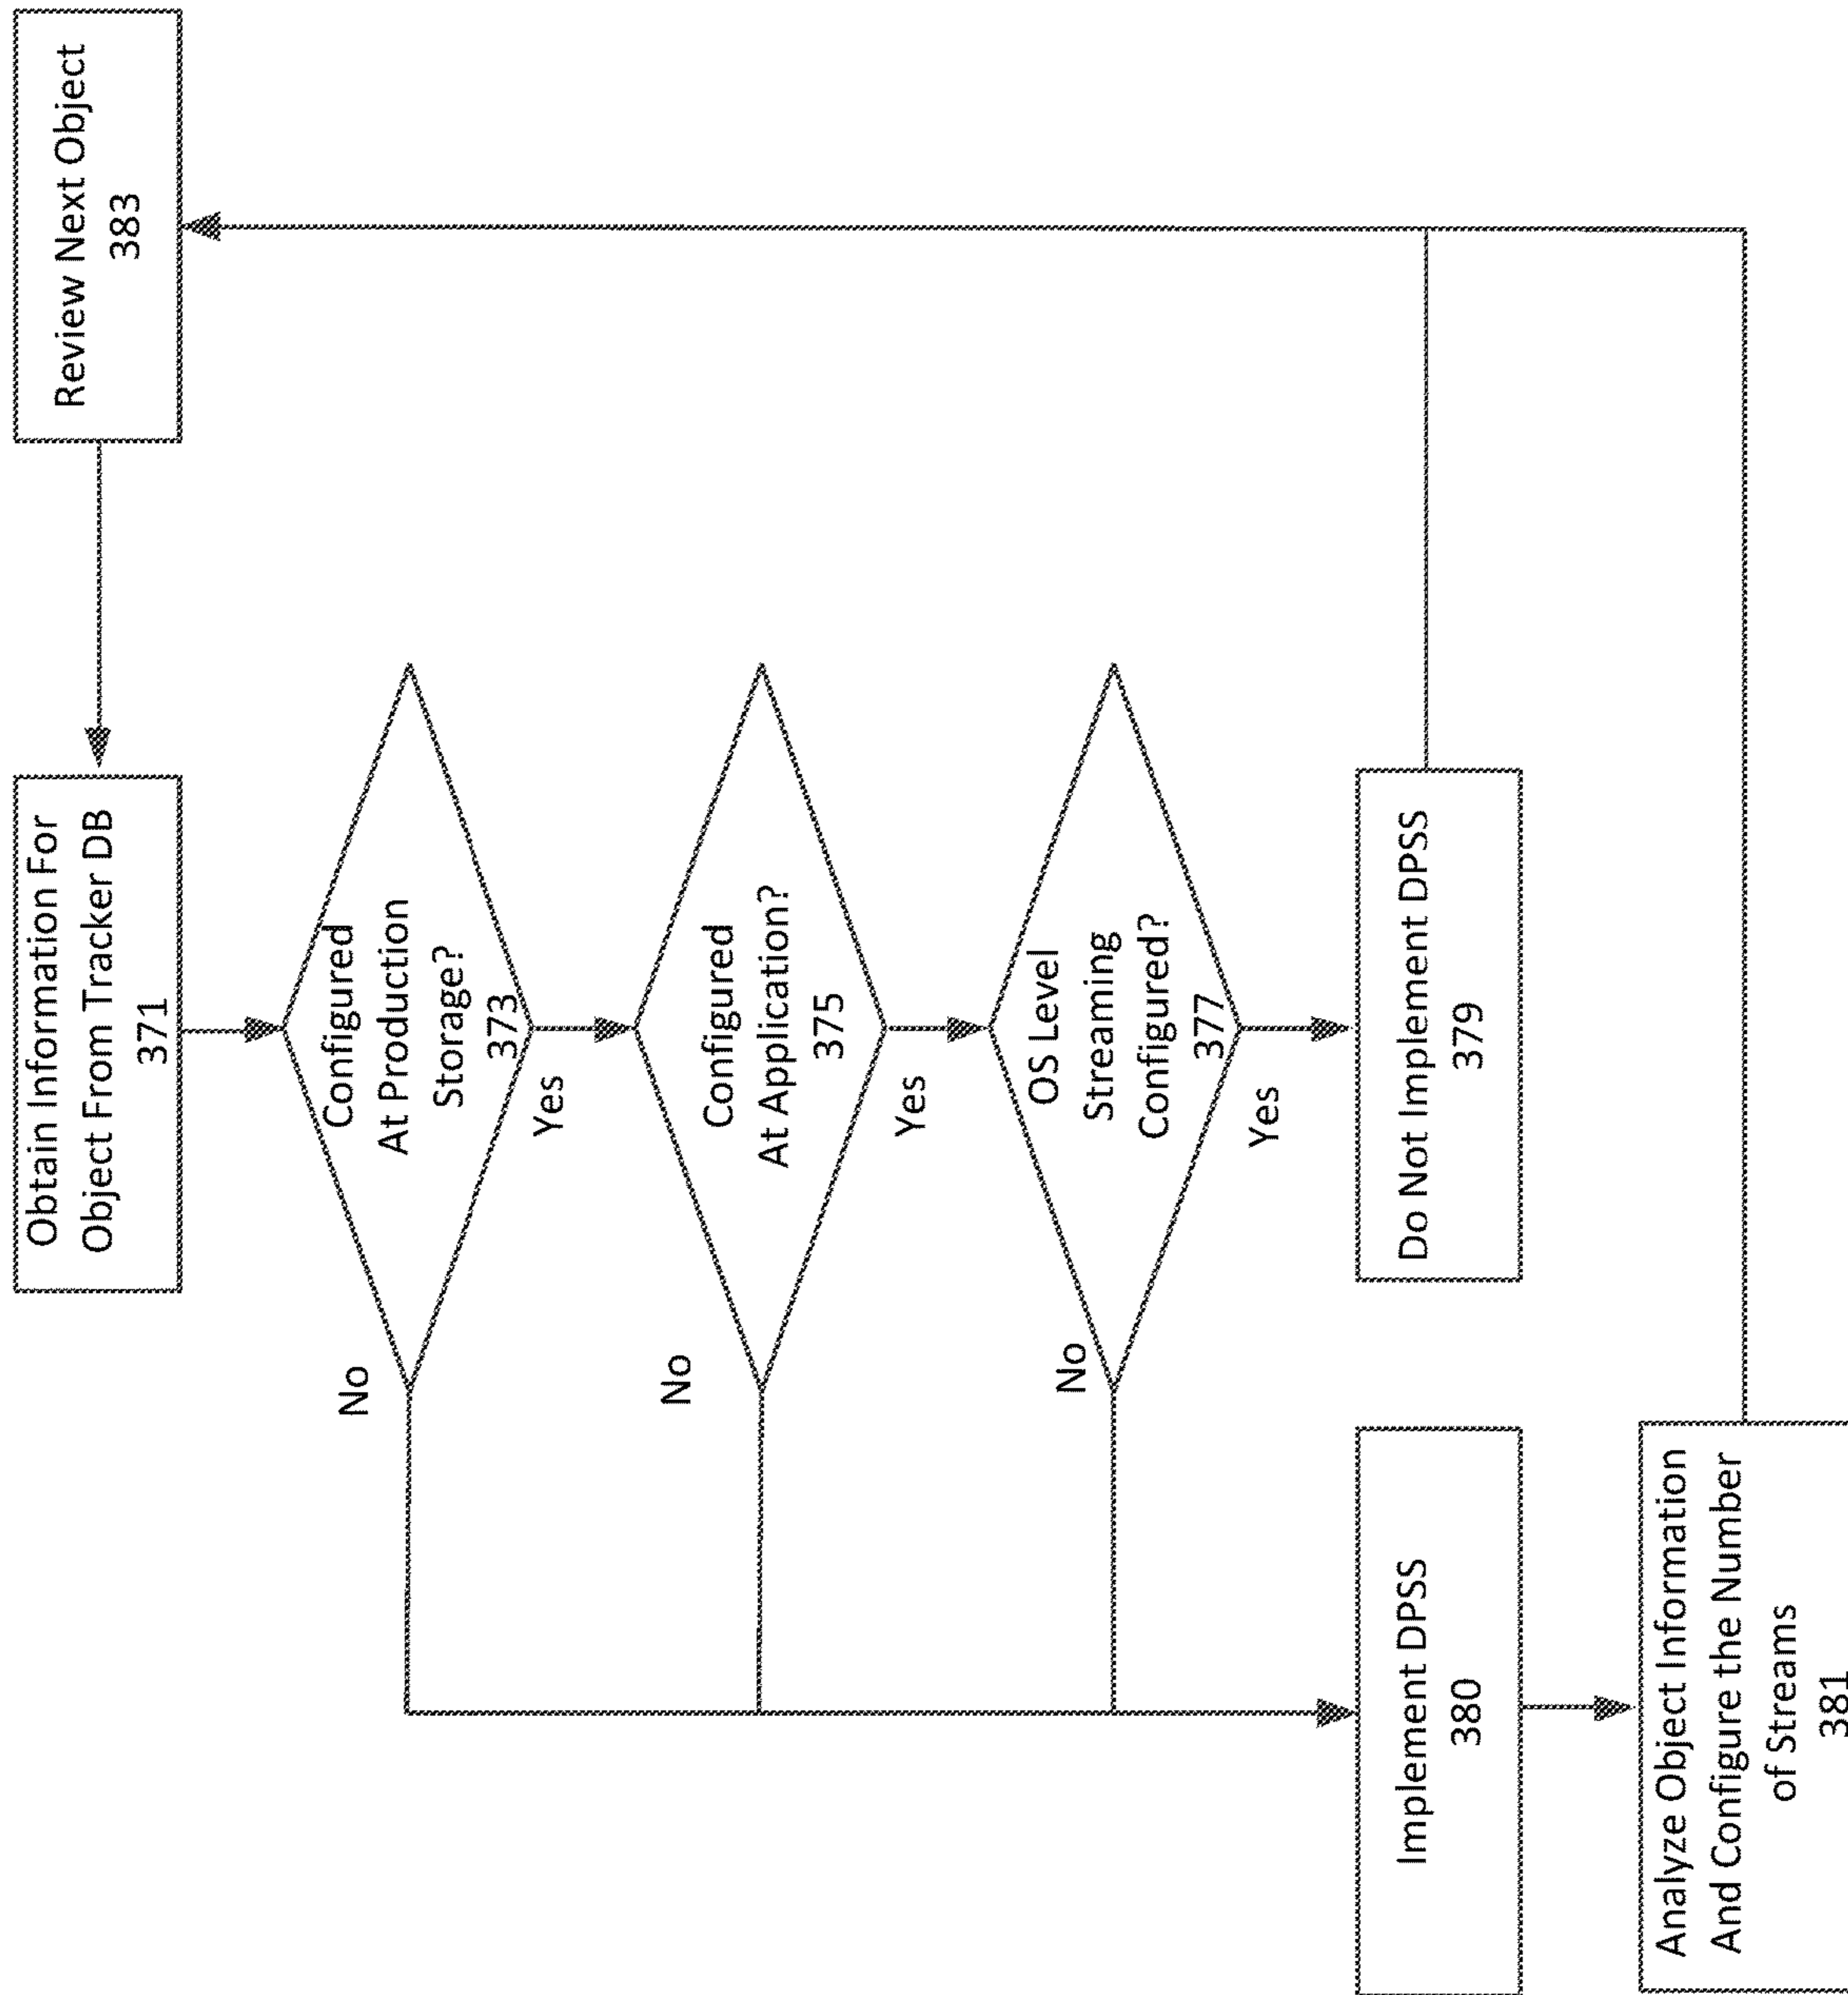 Obtain Information For
Object From Tracker DB
371
Review Next Object
383
Configured
At Production
Storage?
373
No
Yes
Configured
At Application?
375
No
Yes
OS Level
Streaming
Configured?
377
No
Yes
Implement DPSS
380
Do Not Implement DPSS
379
Analyze Object Information
And Configure the Number
of Streams
381